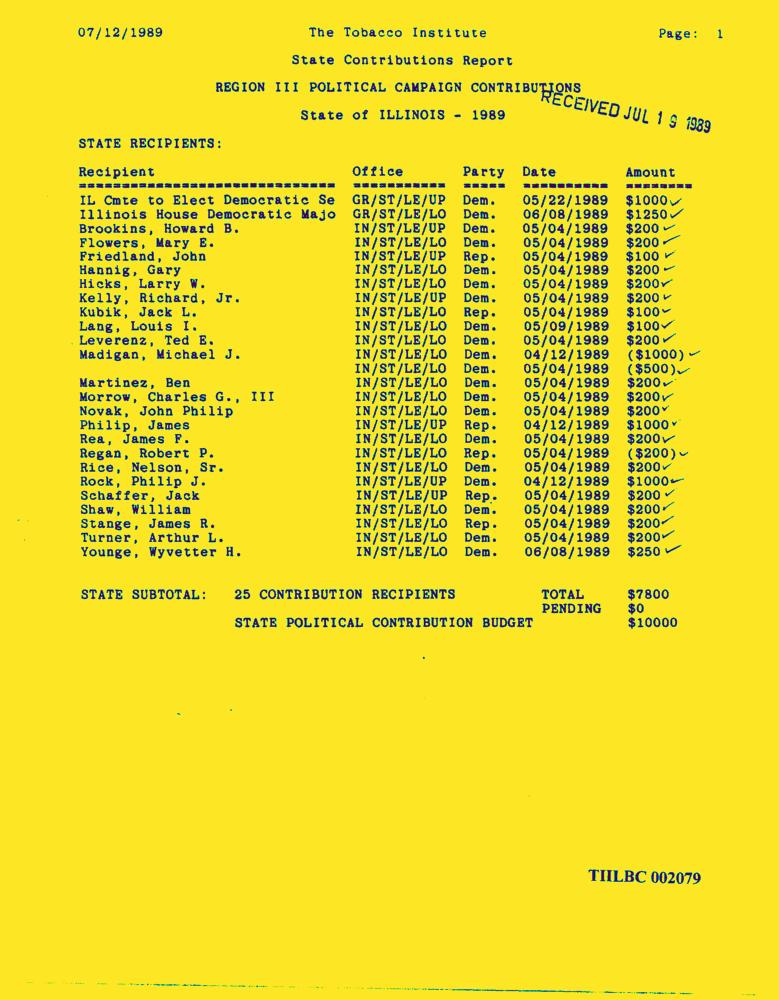 07/12/1989 The Tobacco Institute Page: 1
State Contributions Report
REGION III POLITICAL CAMPAIGN CONTRIBUTIONS
RECEIVED JUL 19 1989
State of ILLINOIS - 1989
STATE RECIPIENTS:
Recipient Office Party Date Amount
IL Cmte to Elect Democratic Se GR/ST/LE/UP Dem. 05/22/1989 $1000
Illinois House Democratic Majo GR/ST/LE/LO Dem. 06/08/1989 $1250
Brookins, Howard B. IN/ST/LE/UP Dem. 05/04/1989 $200
Flowers, Mary E. IN/ST/LE/LO Dem. 05/04/1989 $200
Friedland, John IN/ST/LE/UP Rep. 05/04/1989 $100
Hannig, Gary IN/ST/LE/LO Dem. 05/04/1989 $200
Hicks, Larry W. IN/ST/LE/LO Dem. 05/04/1989 $200
Kelly, Richard, Jr. IN/ST/LE/UP Dem. 05/04/1989 $200
Kubik, Jack L. IN/ST/LE/LO Rep. 05/04/1989 $100
Lang, Louis I. IN/ST/LE/LO Dem. 05/09/1989 $100
Leverenz, Ted E. IN/ST/LE/LO Dem. 05/04/1989 $200
Madigan, Michael J. IN/ST/LE/LO Dem. 04/12/1989 ($1000)
IN/ST/LE/LO Dem. 05/04/1989 ($500)
Martinez, Ben IN/ST/LE/LO Dem. 05/04/1989 $200
Morrow, Charles G., III IN/ST/LE/LO Dem. 05/04/1989 $200
Novak, John Philip IN/ST/LE/LO Dem. 05/04/1989 $200
Philip, James IN/ST/LE/UP Rep. 04/12/1989 $1000
Rea, James F. IN/ST/LE/LO Dem. 05/04/1989 $200
Regan, Robert P. IN/ST/LE/LO Rep. 05/04/1989 ($200)
Rice, Nelson, Sr. IN/ST/LE/LO Dem. 05/04/1989 $200
Rock, Philip J. IN/ST/LE/UP Dem. 04/12/1989 $1000
Schaffer, Jack IN/ST/LE/UP Rep. 05/04/1989 $200
Shaw, William IN/ST/LE/LO Dem. 05/04/1989 $200
Stange, James R. IN/ST/LE/LO Rep. 05/04/1989 $200
Turner, Arthur L. IN/ST/LE/LO Dem. 05/04/1989 $200
Younge, Wyvetter H. IN/ST/LE/LO Dem. 06/08/1989 $250
STATE SUBTOTAL: 25 CONTRIBUTION RECIPIENTS TOTAL $7800
PENDING $0
STATE POLITICAL CONTRIBUTION BUDGET $10000
TIILBC 002079